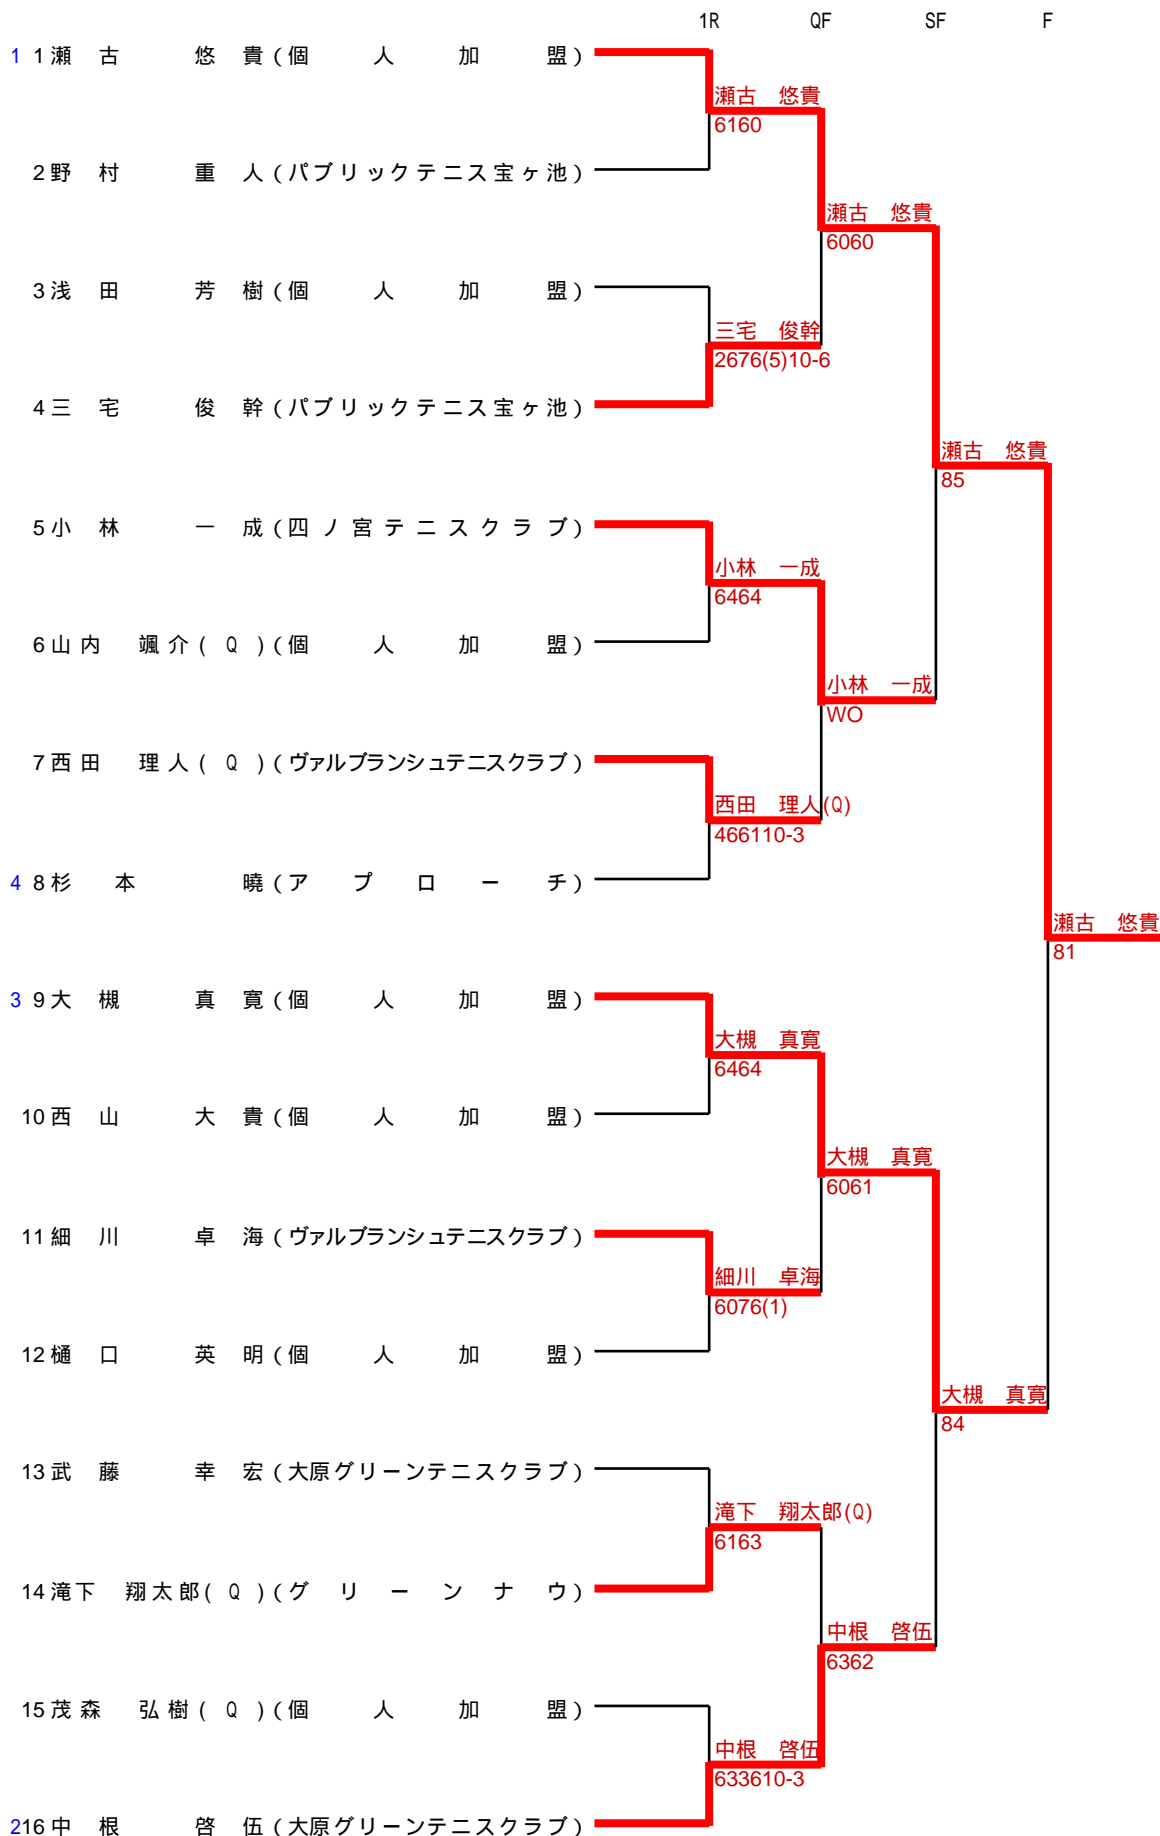 1R QF SF F
1 1 瀬古 悠貴 (個人加盟)
瀬古 悠貴
6160
2 野村 重人 (パブリックテニス宝ヶ池)
瀬古 悠貴
6060
3 浅田 芳樹 (個人加盟)
三宅 俊幹
2676(5)10-6
4 三宅 俊幹 (パブリックテニス宝ヶ池)
瀬古 悠貴
85
5 小林 一成 (四ノ宮テニスクラブ)
小林 一成
6464
6 山内 颯介(Q) (個人加盟)
小林 一成
WO
7 西田 理人(Q) (ヴァルブランシュテニスクラブ)
西田 理人(Q)
466110-3
4 8 杉本 曉 (アプローチ)
瀬古 悠貴
81
3 9 大槻 真寛 (個人加盟)
大槻 真寛
6464
10 西山 大貴 (個人加盟)
大槻 真寛
6061
11 細川 卓海 (ヴァルブランシュテニスクラブ)
細川 卓海
6076(1)
12 樋口 英明 (個人加盟)
大槻 真寛
84
13 武藤 幸宏 (大原グリーンテニスクラブ)
滝下 翔太郎(Q)
6163
14 滝下 翔太郎(Q) (グリーンナウ)
中根 啓伍
6362
15 茂森 弘樹(Q) (個人加盟)
中根 啓伍
633610-3
2 16 中根 啓伍 (大原グリーンテニスクラブ)